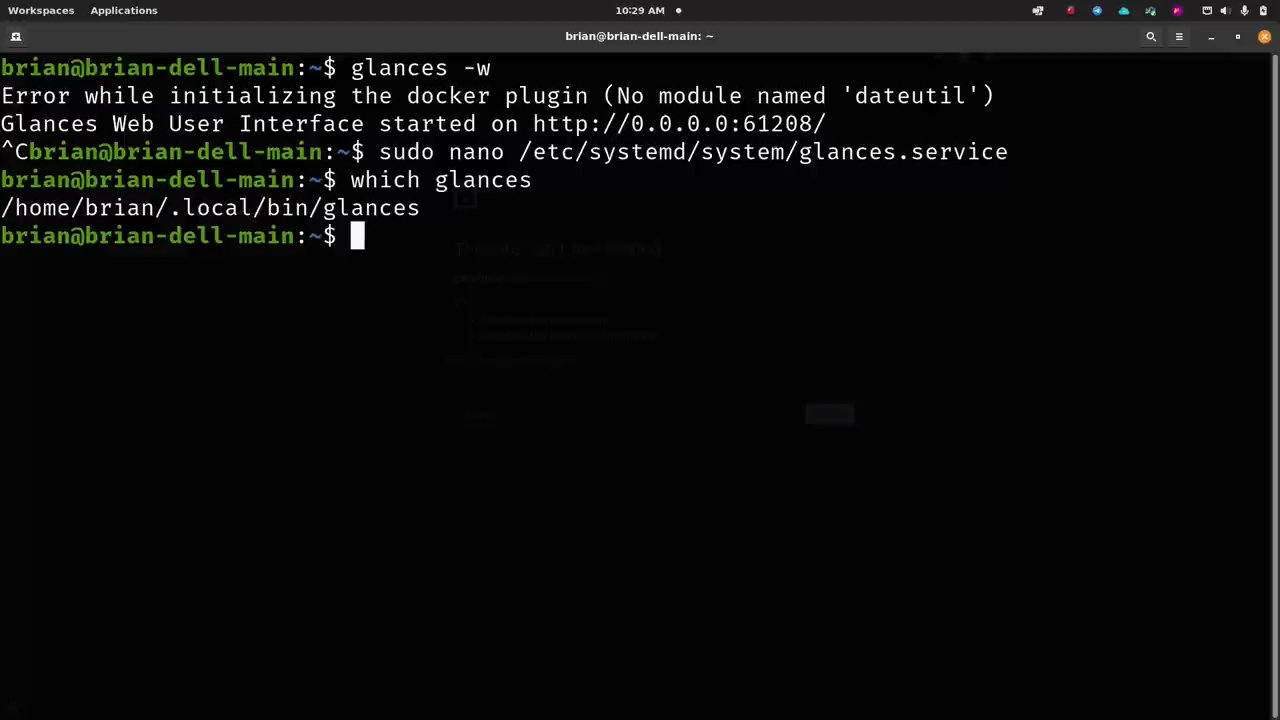 Workspaces Applications 10:29 AM
brian@brian-dell-main: ~
brian@brian-dell-main:~$ glances -w
Error while initializing the docker plugin (No module named 'dateutil')
Glances Web User Interface started on http://0.0.0.0:61208/
^Cbrian@brian-dell-main:~$ sudo nano /etc/systemd/system/glances.service
brian@brian-dell-main:~$ which glances
/home/brian/.local/bin/glances
brian@brian-dell-main:~$